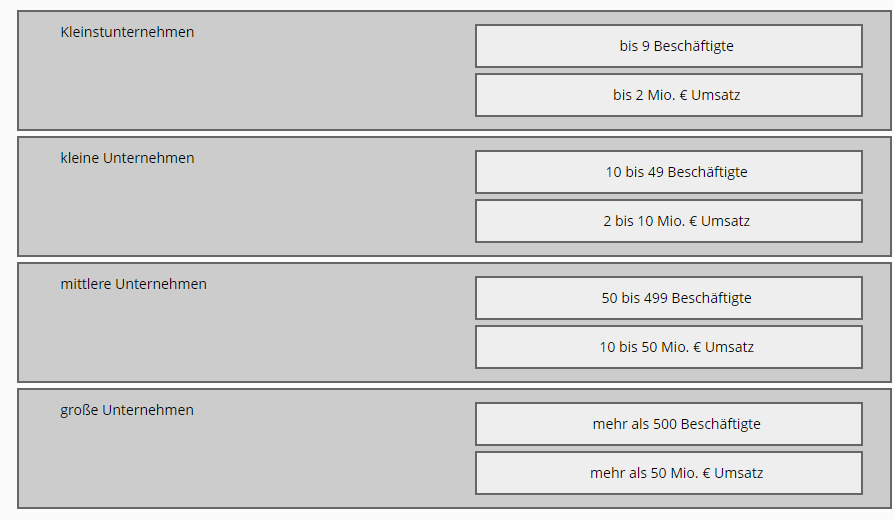 Kleinstunternehmen
bis 9 Beschäftigte
bis 2 Mio. € Umsatz
kleine Unternehmen
10 bis 49 Beschäftigte
2 bis 10 Mio. € Umsatz
mittlere Unternehmen
50 bis 499 Beschäftigte
10 bis 50 Mio. € Umsatz
große Unternehmen
mehr als 500 Beschäftigte
mehr als 50 Mio. € Umsatz